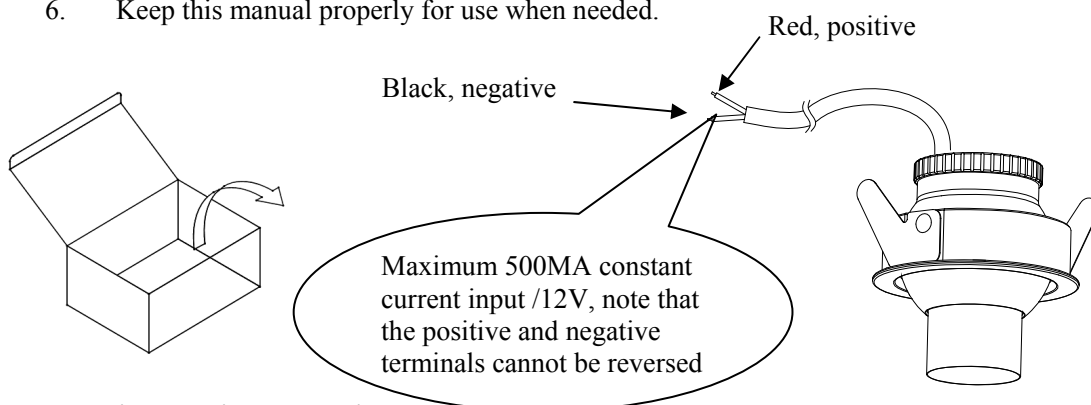 6. Keep this manual properly for use when needed.
Red, positive
Black, negative
Maximum 500MA constant
current input /12V, note that
the positive and negative
terminals cannot be reversed